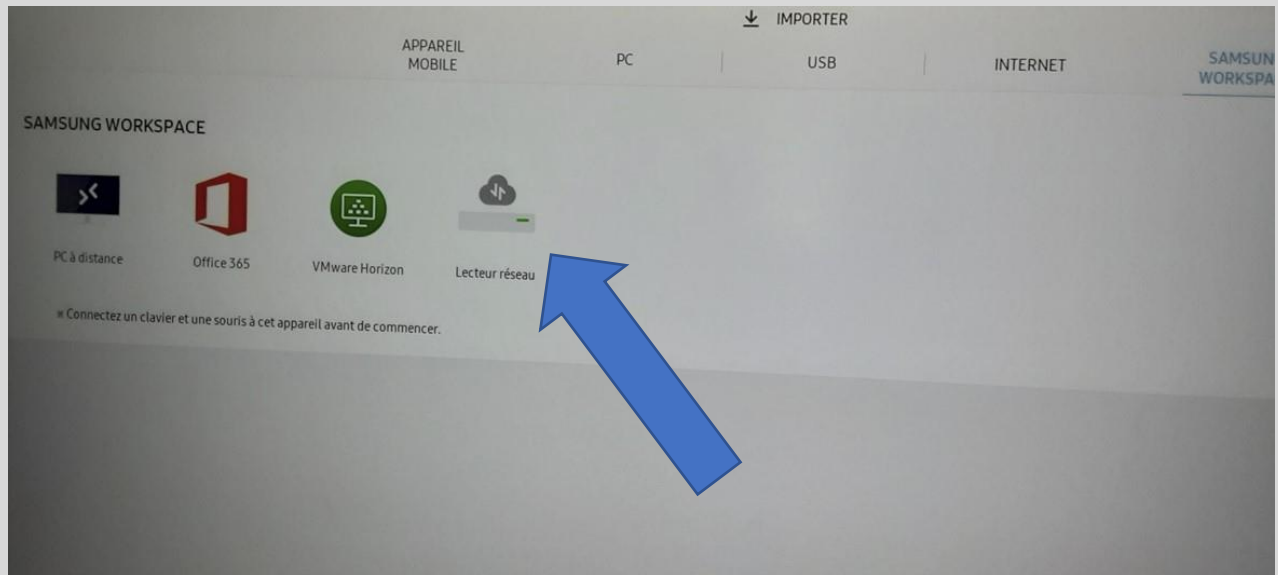 IMPORTER
APPAREIL
MOBILE
PC
USB
INTERNET
SAMSUN
WORKSPA
SAMSUNG WORKSPACE
PC à distance
Office 365
VMware Horizon
Lecteur réseau
※ Connectez un clavier et une souris à cet appareil avant de commencer.